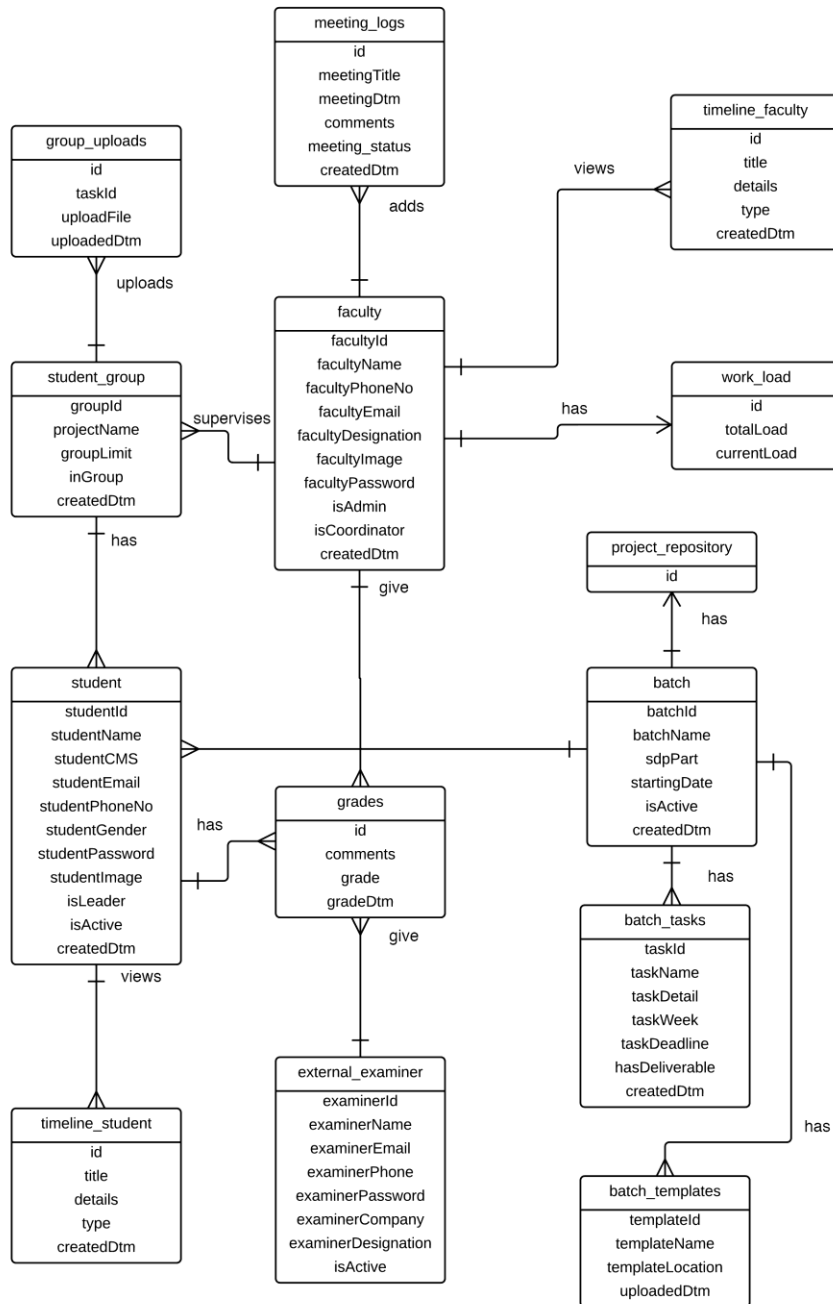 meeting_logs
id
meetingTitle
meetingDtm
comments
meeting_status
createdDtm
timeline_faculty
id
title
details
type
createdDtm
group_uploads
id
taskId
uploadFile
uploadedDtm
views
adds
uploads
faculty
facultyId
facultyName
facultyPhoneNo
facultyEmail
facultyDesignation
facultyImage
facultyPassword
isAdmin
isCoordinator
createdDtm
student_group
groupId
projectName
groupLimit
inGroup
createdDtm
supervises
has
work_load
id
totalLoad
currentLoad
has
give
project_repository
id
has
student
studentId
studentName
studentCMS
studentEmail
studentPhoneNo
studentGender
studentPassword
studentImage
isLeader
isActive
createdDtm
batch
batchId
batchName
sdpPart
startingDate
isActive
createdDtm
has
grades
id
comments
grade
gradeDtm
has
give
views
batch_tasks
taskId
taskName
taskDetail
taskWeek
taskDeadline
hasDeliverable
createdDtm
external_examiner
examinerId
examinerName
examinerEmail
examinerPhone
examinerPassword
examinerCompany
examinerDesignation
isActive
timeline_student
id
title
details
type
createdDtm
has
batch_templates
templateId
templateName
templateLocation
uploadedDtm